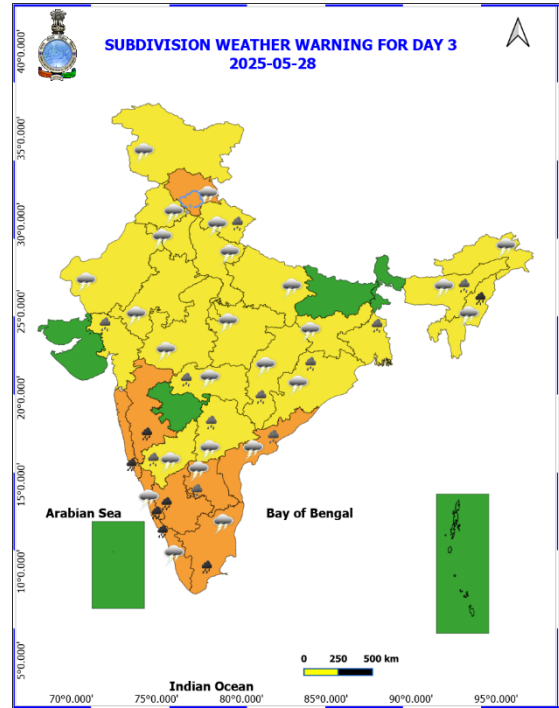 SUBDIVISION WEATHER WARNING FOR DAY 3
2025-05-28
40°0.000'
35°0.000'
30°0.000'
25°0.000'
20°0.000'
15°0.000'
10°0.000'
5°0.000'
Arabian Sea
Bay of Bengal
0 250 500 km
Indian Ocean
70°0.000' 75°0.000' 80°0.000' 85°0.000' 90°0.000' 95°0.000'